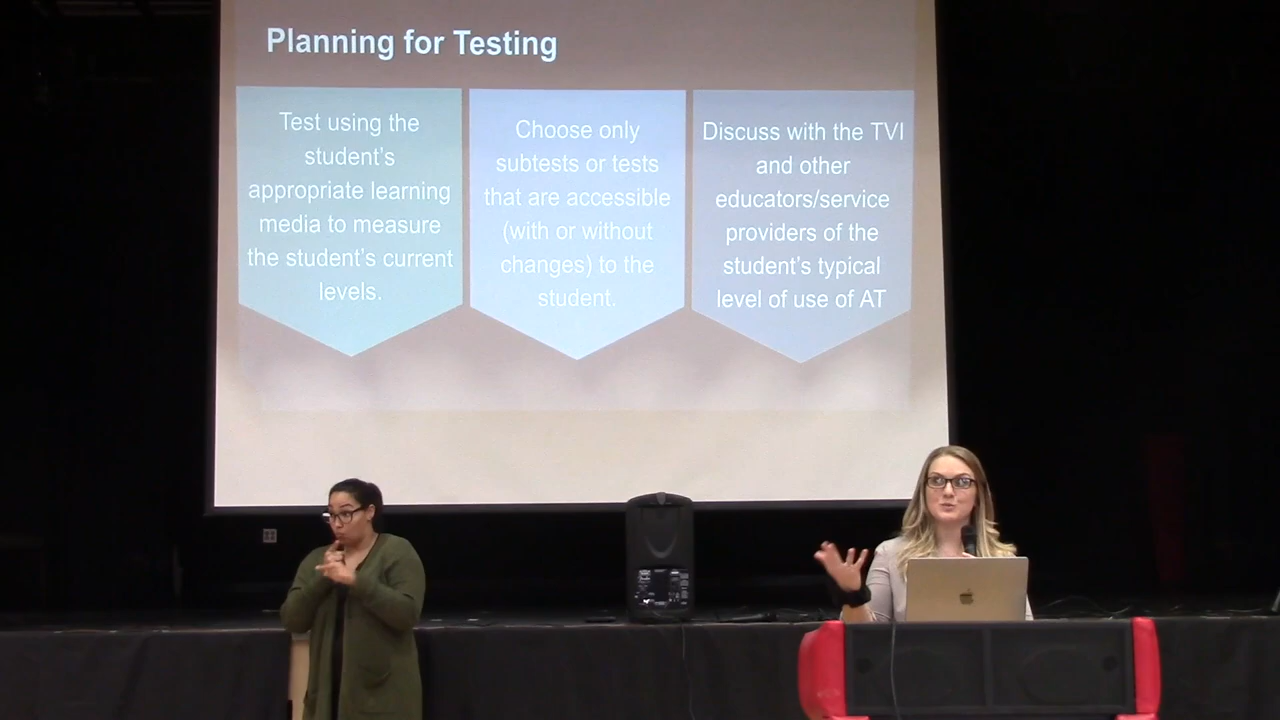 Planning for Testing
Test using the
student's
appropriate learning
media to measure
the student's current
levels.
Choose only
subtests or tests
that are accessible
(with or without
changes) to the
student.
Discuss with the TVI
and other
educators/service
providers of the
student's typical
level of use of AT